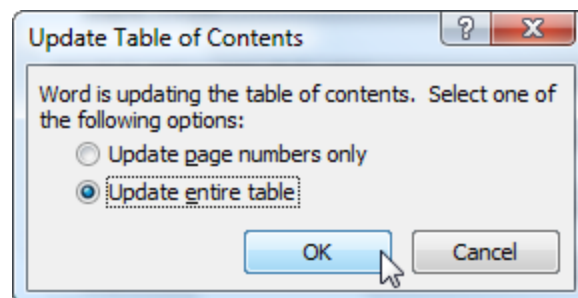 Update Table of Contents
Word is updating the table of contents. Select one of
the following options:
Update page numbers only
Update entire table
OK Cancel